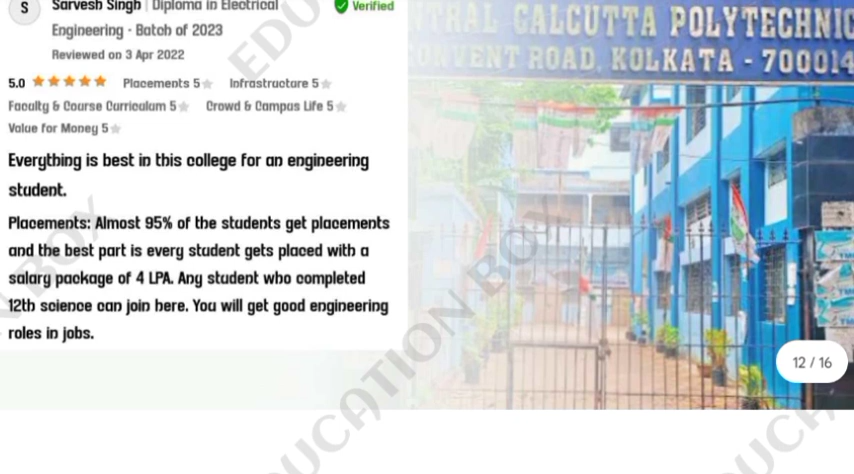 S
Sarvesh Singh | Diploma in Electrical
Verified
Engineering - Batch of 2023
Reviewed on 3 Apr 2022
5.0 ★★★★★ Placements 5★ Infrastructure 5★
Faculty & Course Curriculum 5★ Crowd & Campus Life 5★
Value for Money 5★
Everything is best in this college for an engineering
student.
Placements: Almost 95% of the students get placements
and the best part is every student gets placed with a
salary package of 4 LPA. Any student who completed
12th science can join here. You will get good engineering
roles in jobs.
CALCUTTA POLYTECHNIC
CONVENT ROAD, KOLKATA - 700014
12 / 16
EDUCATION BOX